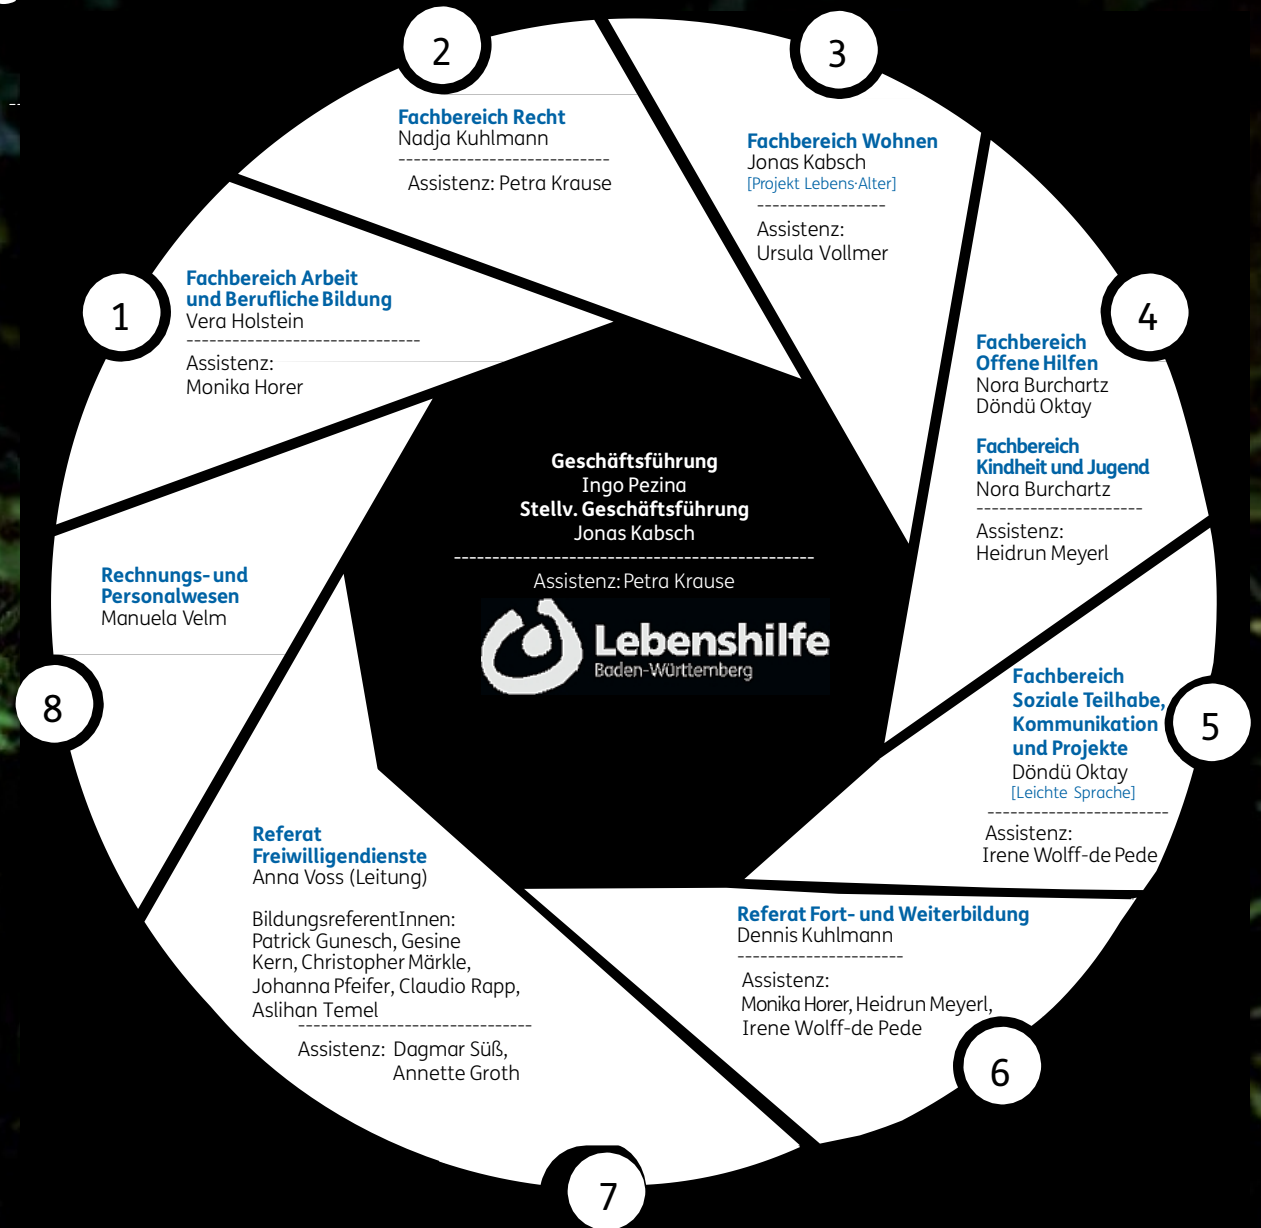 1
Fachbereich Arbeit
und Berufliche Bildung
Vera Holstein
Assistenz:
Monika Horer
2
Fachbereich Recht
Nadja Kuhlmann
Assistenz: Petra Krause
3
Fachbereich Wohnen
Jonas Kabsch
[Projekt Lebens·Alter]
Assistenz:
Ursula Vollmer
4
Fachbereich
Offene Hilfen
Nora Burchartz
Döndü Oktay
Fachbereich
Kindheit und Jugend
Nora Burchartz
Assistenz:
Heidrun Meyerl
5
Fachbereich
Soziale Teilhabe,
Kommunikation
und Projekte
Döndü Oktay
[Leichte Sprache]
Assistenz:
Irene Wolff-de Pede
6
Referat Fort- und Weiterbildung
Dennis Kuhlmann
Assistenz:
Monika Horer, Heidrun Meyerl,
Irene Wolff-de Pede
7
Referat
Freiwilligendienste
Anna Voss (Leitung)
BildungsreferentInnen:
Patrick Gunesch, Gesine
Kern, Christopher Märkle,
Johanna Pfeifer, Claudio Rapp,
Aslihan Temel
Assistenz: Dagmar Süß,
Annette Groth
8
Rechnungs- und
Personalwesen
Manuela Velm
Geschäftsführung
Ingo Pezina
Stellv. Geschäftsführung
Jonas Kabsch
Assistenz: Petra Krause
Lebenshilfe
Baden-Württemberg